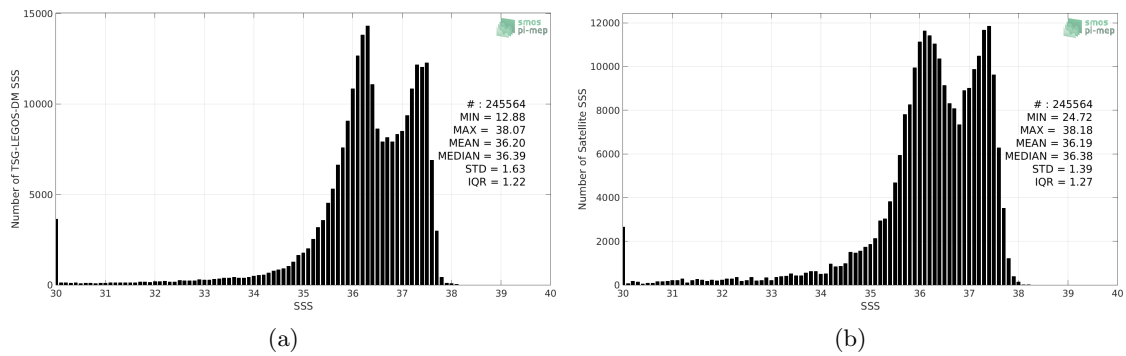 15000
10000
5000
0
30
31
32
33
34
35
36
37
38
39
40
SSS
Number of TSG-LEGOS-DM SSS
smos
pi-mep
# : 245564
MIN = 12.88
MAX = 38.07
MEAN = 36.20
MEDIAN = 36.39
STD = 1.63
IQR = 1.22
(a)
12000
10000
8000
6000
4000
2000
0
30
31
32
33
34
35
36
37
38
39
40
SSS
Number of Satellite SSS
smos
pi-mep
# : 245564
MIN = 24.72
MAX = 38.18
MEAN = 36.19
MEDIAN = 36.38
STD = 1.39
IQR = 1.27
(b)